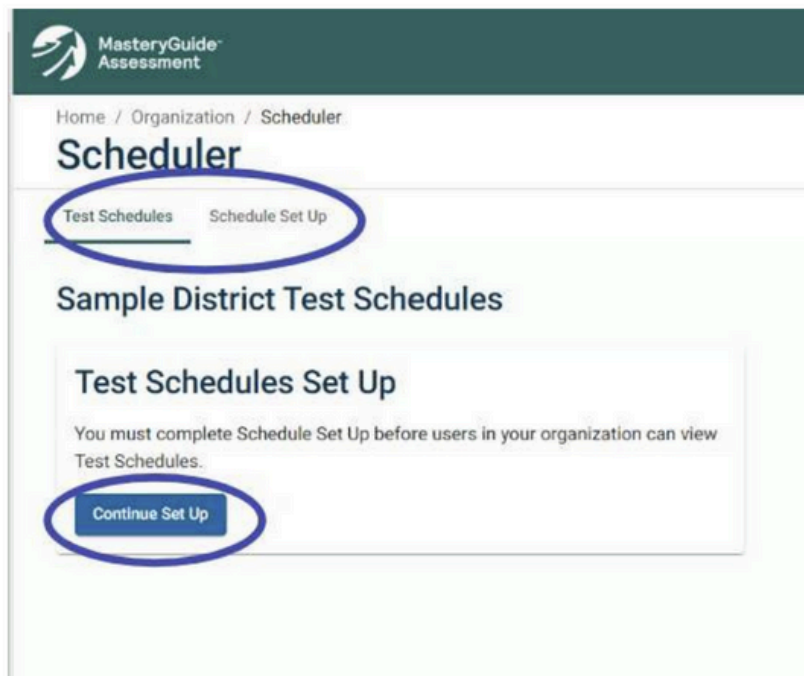 MasteryGuide™
Assessment
Home / Organization / Scheduler
Scheduler
Test Schedules Schedule Set Up
Sample District Test Schedules
Test Schedules Set Up
You must complete Schedule Set Up before users in your organization can view
Test Schedules.
Continue Set Up